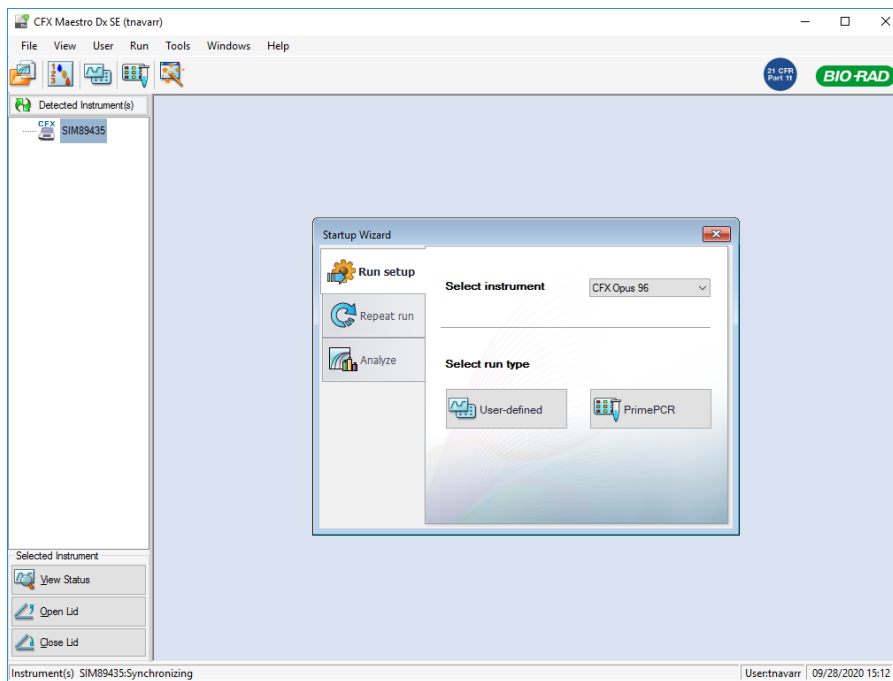 CFX Maestro Dx SE (tnavarr)
File View User Run Tools Windows Help
21 CFR
Part 11
BIO-RAD
Detected Instrument(s)
CFX
SIM89435
Startup Wizard
Run setup
Select instrument
CFX Opus 96
Repeat run
Analyze
Select run type
User-defined
PrimePCR
Selected Instrument
View Status
Open Lid
Close Lid
Instrument(s) SIM89435:Synchronizing User:tnavarr 09/28/2020 15:12